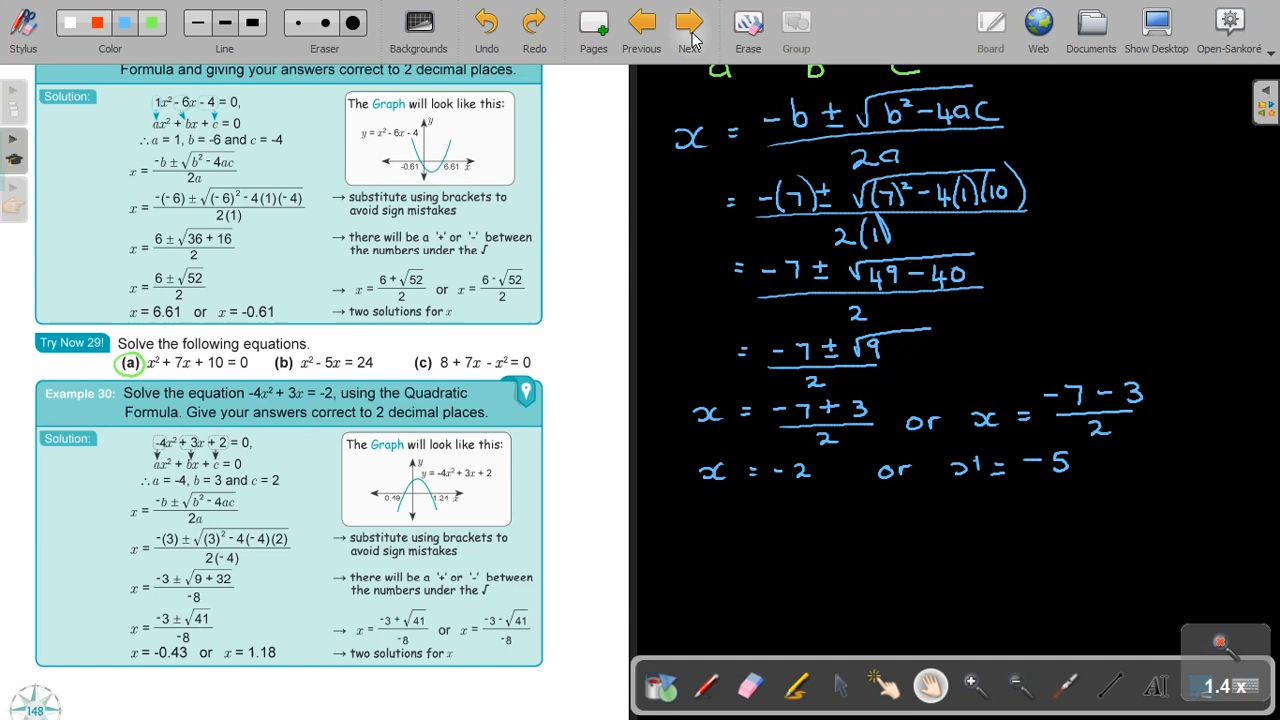 Stylus Color Line Eraser Backgrounds Undo Redo Pages Previous Next Erase Group Board Web Documents Show Desktop Open-Sankoré
Formula and giving your answers correct to 2 decimal places.
Solution:
1x² - 6x - 4 = 0,
ax² + bx + c = 0
∴ a = 1, b = -6 and c = -4
x = (-b ± √(b² - 4ac))/(2a)
x = (-(-6) ± √((-6)² - 4(1)(-4)))/(2(1))
x = (6 ± √(36 + 16))/2
x = (6 ± √52)/2
x = 6.61 or x = -0.61
The Graph will look like this:
y
y = x² - 6x - 4
-0.61 6.61 x
→ substitute using brackets to
avoid sign mistakes
→ there will be a '+' or '-' between
the numbers under the √
→ x = (6 + √52)/2 or x = (6 - √52)/2
→ two solutions for x
Try Now 29! Solve the following equations.
(a) x² + 7x + 10 = 0 (b) x² - 5x = 24 (c) 8 + 7x - x² = 0
Example 30: Solve the equation -4x² + 3x = -2, using the Quadratic
Formula. Give your answers correct to 2 decimal places.
Solution:
-4x² + 3x + 2 = 0,
ax² + bx + c = 0
∴ a = -4, b = 3 and c = 2
x = (-b ± √(b² - 4ac))/(2a)
x = (-(3) ± √((3)² - 4(-4)(2)))/(2(-4))
x = (-3 ± √(9 + 32))/-8
x = (-3 ± √41)/-8
x = -0.43 or x = 1.18
The Graph will look like this:
y
y = -4x² + 3x + 2
x
→ substitute using brackets to
avoid sign mistakes
→ there will be a '+' or '-' between
the numbers under the √
→ x = (-3 + √41)/-8 or x = (-3 - √41)/-8
→ two solutions for x
148
a b c
x = (-b ± √(b² - 4ac))/(2a)
= (-(7) ± √((7)² - 4(1)(10)))/(2(1))
= (-7 ± √(49 - 40))/2
= (-7 ± √9)/2
x = (-7 + 3)/2 or x = (-7 - 3)/2
x = -2 or x = -5
1.4 x